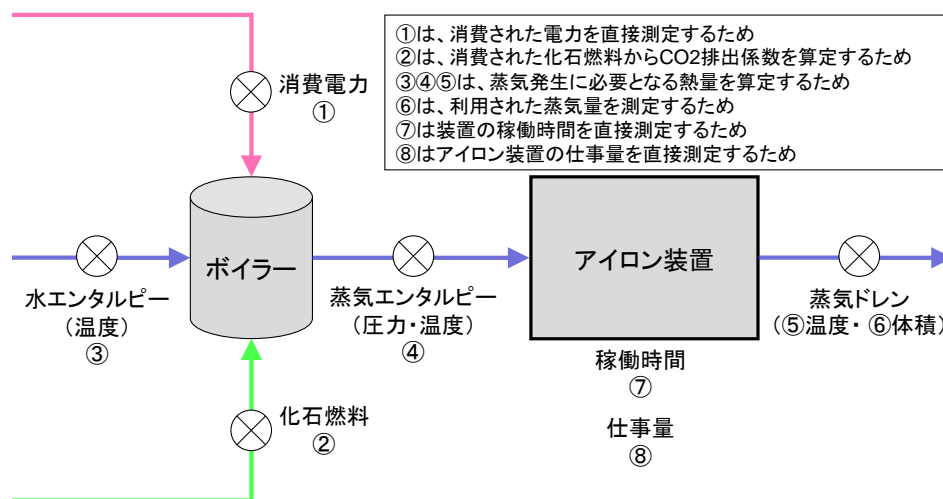 ①は、消費された電力を直接測定するため
②は、消費された化石燃料からCO2排出係数を算定するため
③④⑤は、蒸気発生に必要となる熱量を算定するため
⑥は、利用された蒸気量を測定するため
⑦は装置の稼働時間を直接測定するため
⑧はアイロン装置の仕事量を直接測定するため
消費電力
①
ボイラー
アイロン装置
水エンタルピー
（温度）
③
蒸気エンタルピー
（圧力・温度）
④
蒸気ドレン
（⑤温度・⑥体積）
稼働時間
⑦
化石燃料
②
仕事量
⑧